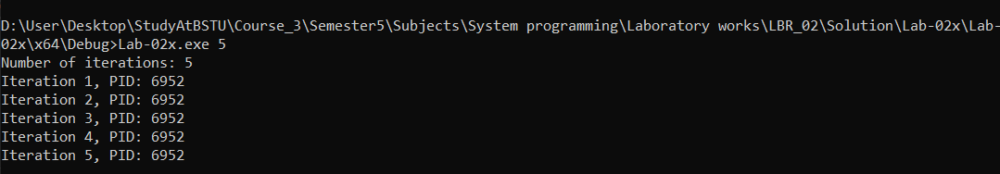 D:\User\Desktop\StudyAtBSTU\Course_3\Semester5\Subjects\System programming\Laboratory works\LBR_02\Solution\Lab-02x\Lab-
02x\x64\Debug>Lab-02x.exe 5
Number of iterations: 5
Iteration 1, PID: 6952
Iteration 2, PID: 6952
Iteration 3, PID: 6952
Iteration 4, PID: 6952
Iteration 5, PID: 6952